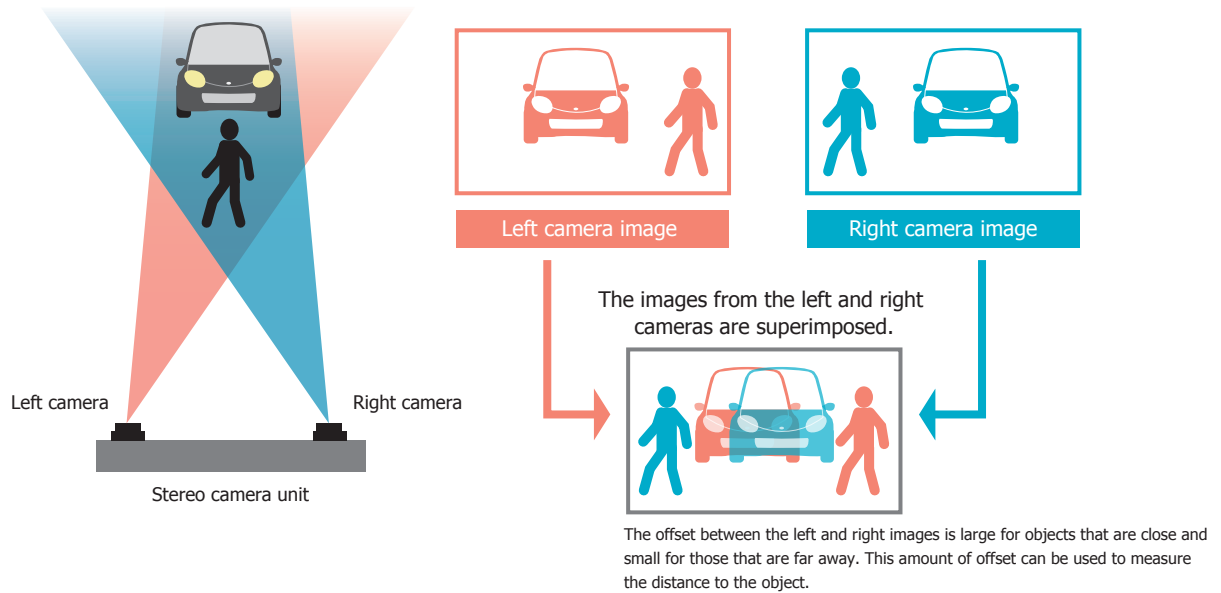 Left camera
Right camera
Stereo camera unit
Left camera image
Right camera image
The images from the left and right
cameras are superimposed.
The offset between the left and right images is large for objects that are close and
small for those that are far away. This amount of offset can be used to measure
the distance to the object.